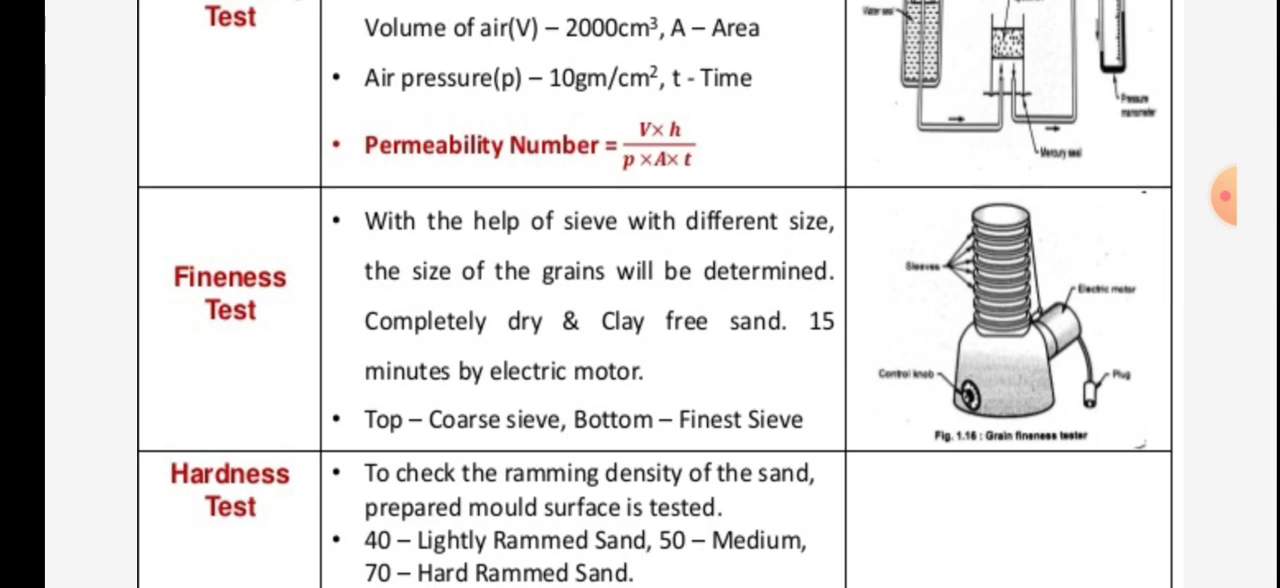 Test
Volume of air(V) – 2000cm³, A – Area
• Air pressure(p) – 10gm/cm², t - Time
• Permeability Number = V× h / p ×A× t
Water seal
Pressure manometer
Mercury seal
Fineness
Test
• With the help of sieve with different size,
the size of the grains will be determined.
Completely dry & Clay free sand. 15
minutes by electric motor.
• Top – Coarse sieve, Bottom – Finest Sieve
Sleeves
Electric motor
Control knob
Plug
Fig. 1.16 : Grain fineness tester
Hardness
Test
• To check the ramming density of the sand,
prepared mould surface is tested.
• 40 – Lightly Rammed Sand, 50 – Medium,
70 – Hard Rammed Sand.